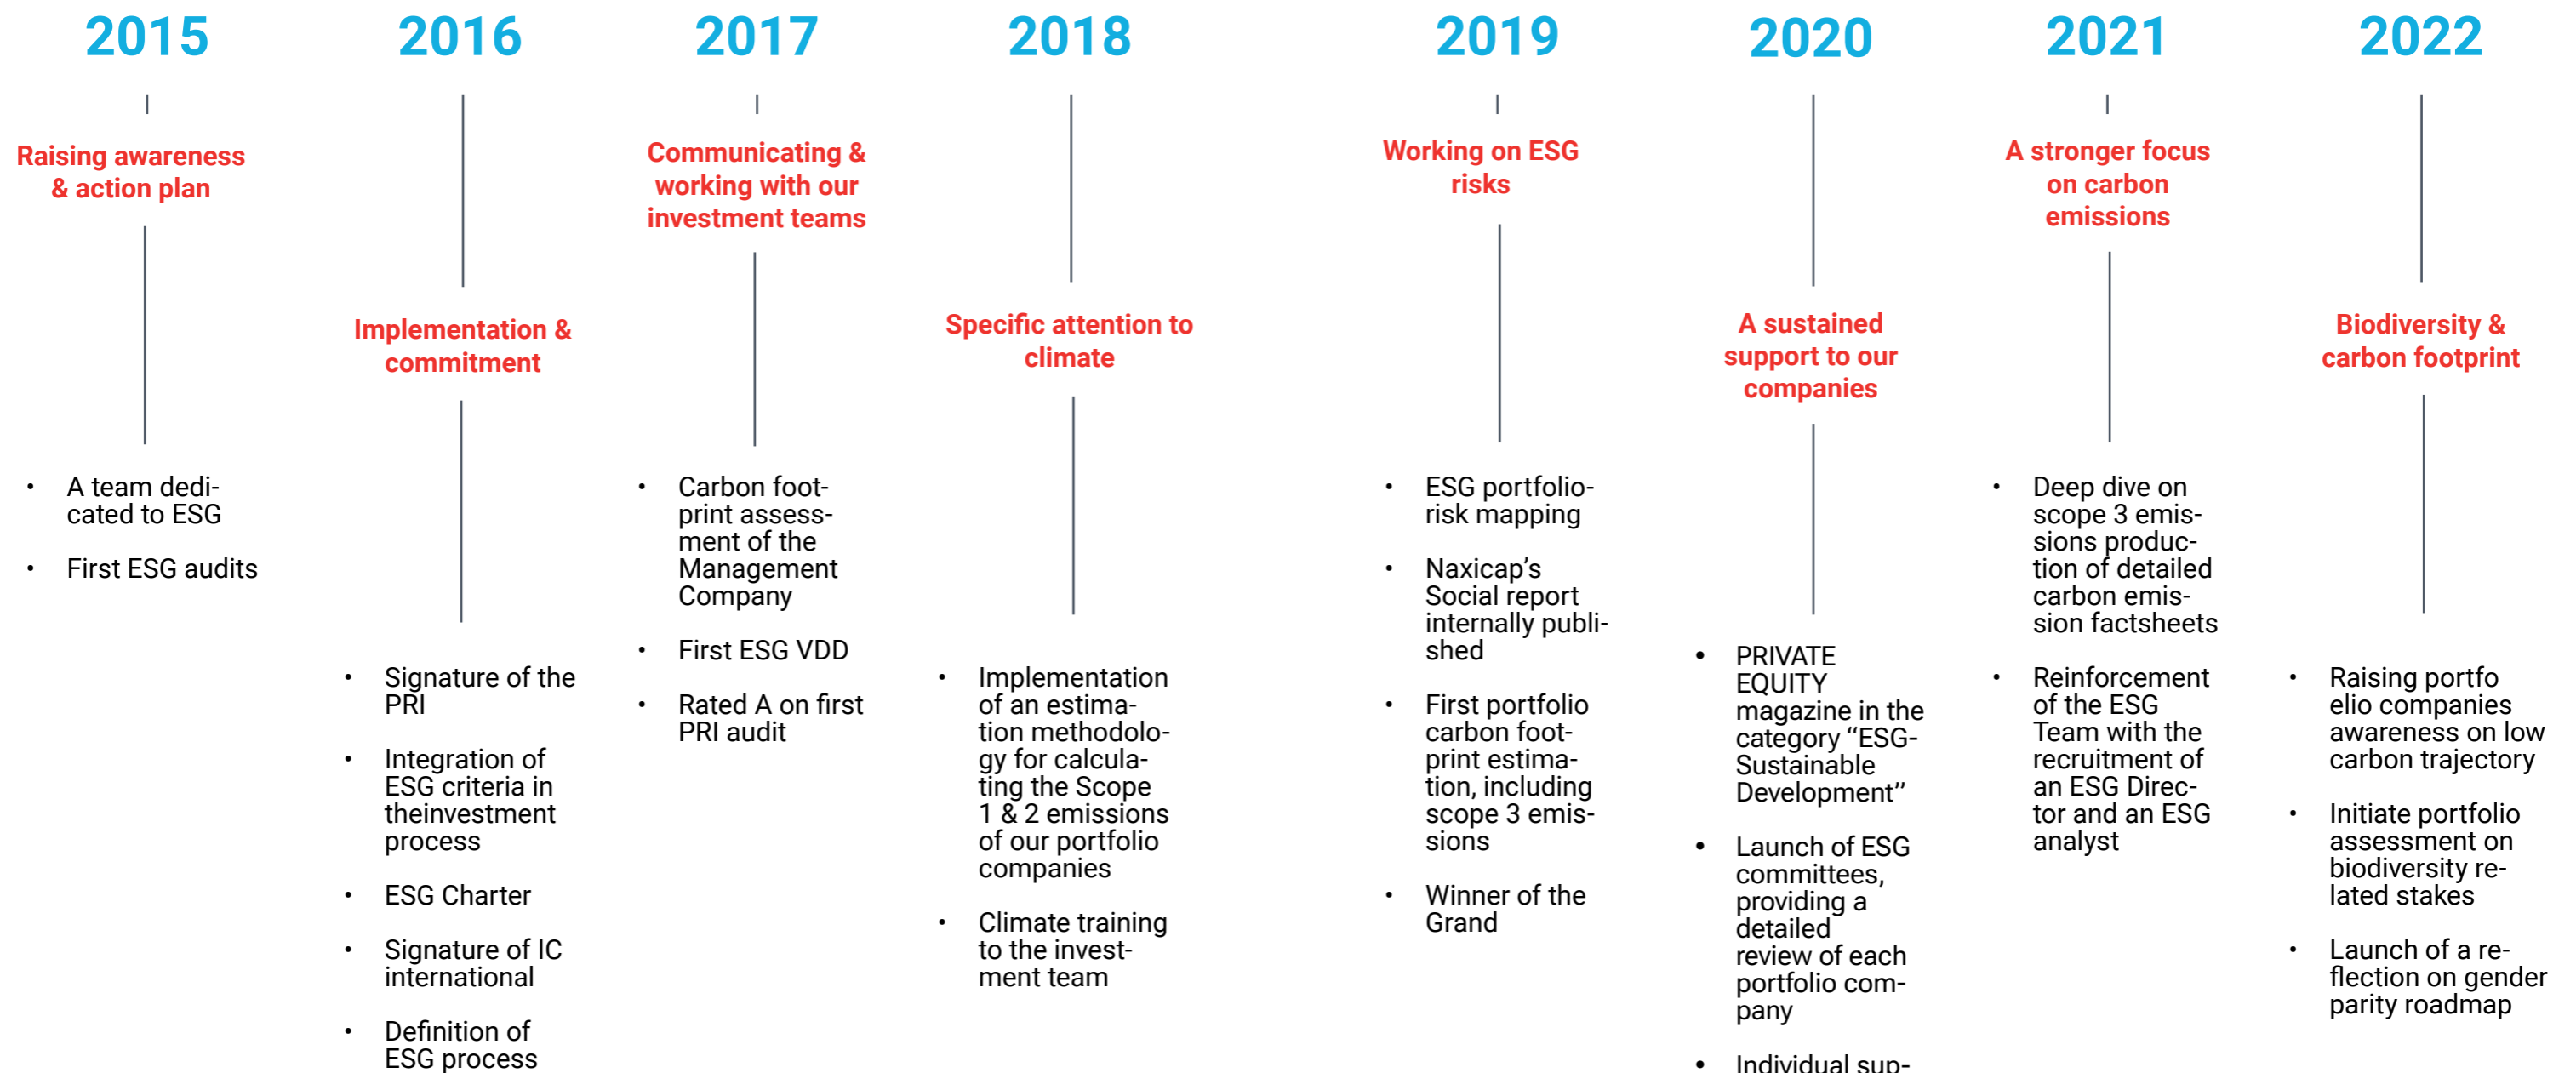 2015
Raising awareness
& action plan
• A team dedi-
cated to ESG
• First ESG audits
2016
Implementation &
commitment
• Signature of the
PRI
• Integration of
ESG criteria in
theinvestment
process
• ESG Charter
• Signature of IC
international
• Definition of
ESG process
2017
Communicating &
working with our
investment teams
• Carbon foot-
print assess-
ment of the
Management
Company
• First ESG VDD
• Rated A on first
PRI audit
2018
Specific attention to
climate
• Implementation
of an estima-
tion methodolo-
gy for calcula-
ting the Scope
1 & 2 emissions
of our portfolio
companies
• Climate training
to the invest-
ment team
2019
Working on ESG
risks
• ESG portfolio-
risk mapping
• Naxicap’s
Social report
internally publi-
shed
• First portfolio
carbon foot-
print estima-
tion, including
scope 3 emis-
sions
• Winner of the
Grand
2020
A sustained
support to our
companies
• PRIVATE
EQUITY
magazine in the
category “ESG-
Sustainable
Development”
• Launch of ESG
committees,
providing a
detailed
review of each
portfolio com-
pany
• Individual sup-
2021
A stronger focus
on carbon
emissions
• Deep dive on
scope 3 emis-
sions produc-
tion of detailed
carbon emis-
sion factsheets
• Reinforcement
of the ESG
Team with the
recruitment of
an ESG Direc-
tor and an ESG
analyst
2022
Biodiversity &
carbon footprint
• Raising portfo
elio companies
awareness on low
carbon trajectory
• Initiate portfolio
assessment on
biodiversity re-
lated stakes
• Launch of a re-
flection on gender
parity roadmap